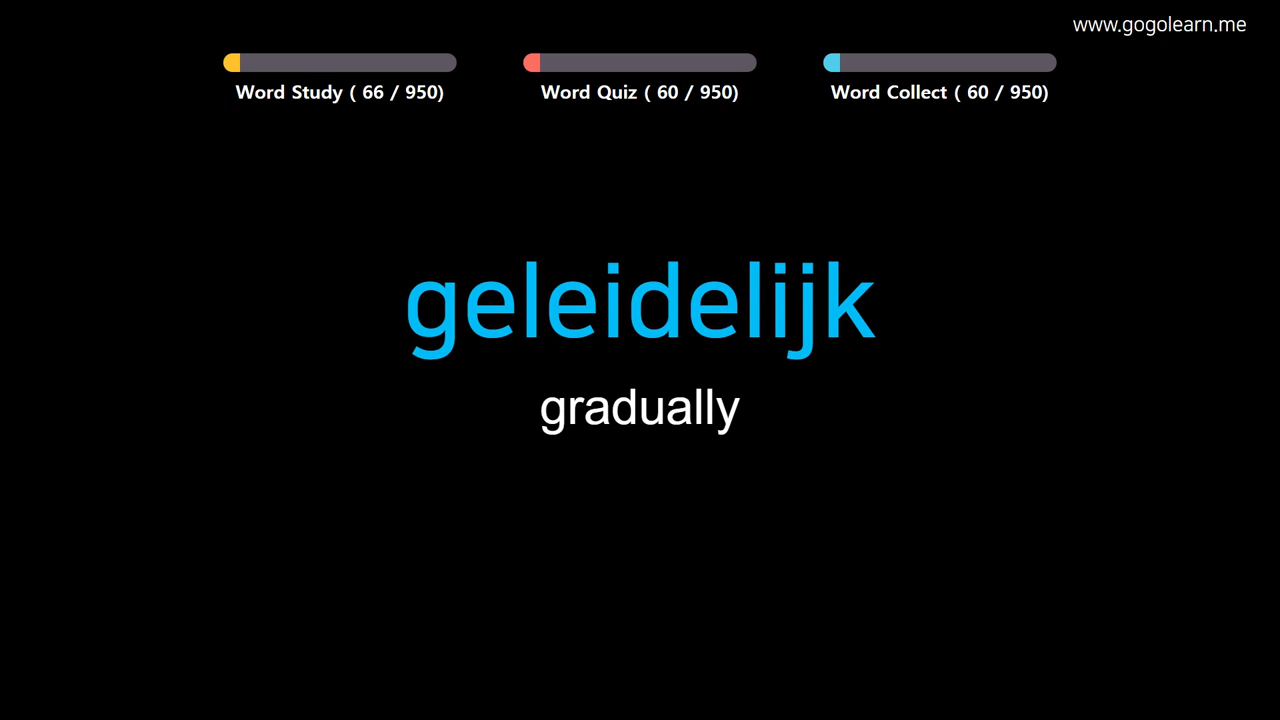 www.gogolearn.me
Word Study ( 66 / 950)
Word Quiz ( 60 / 950)
Word Collect ( 60 / 950)
geleidelijk
gradually